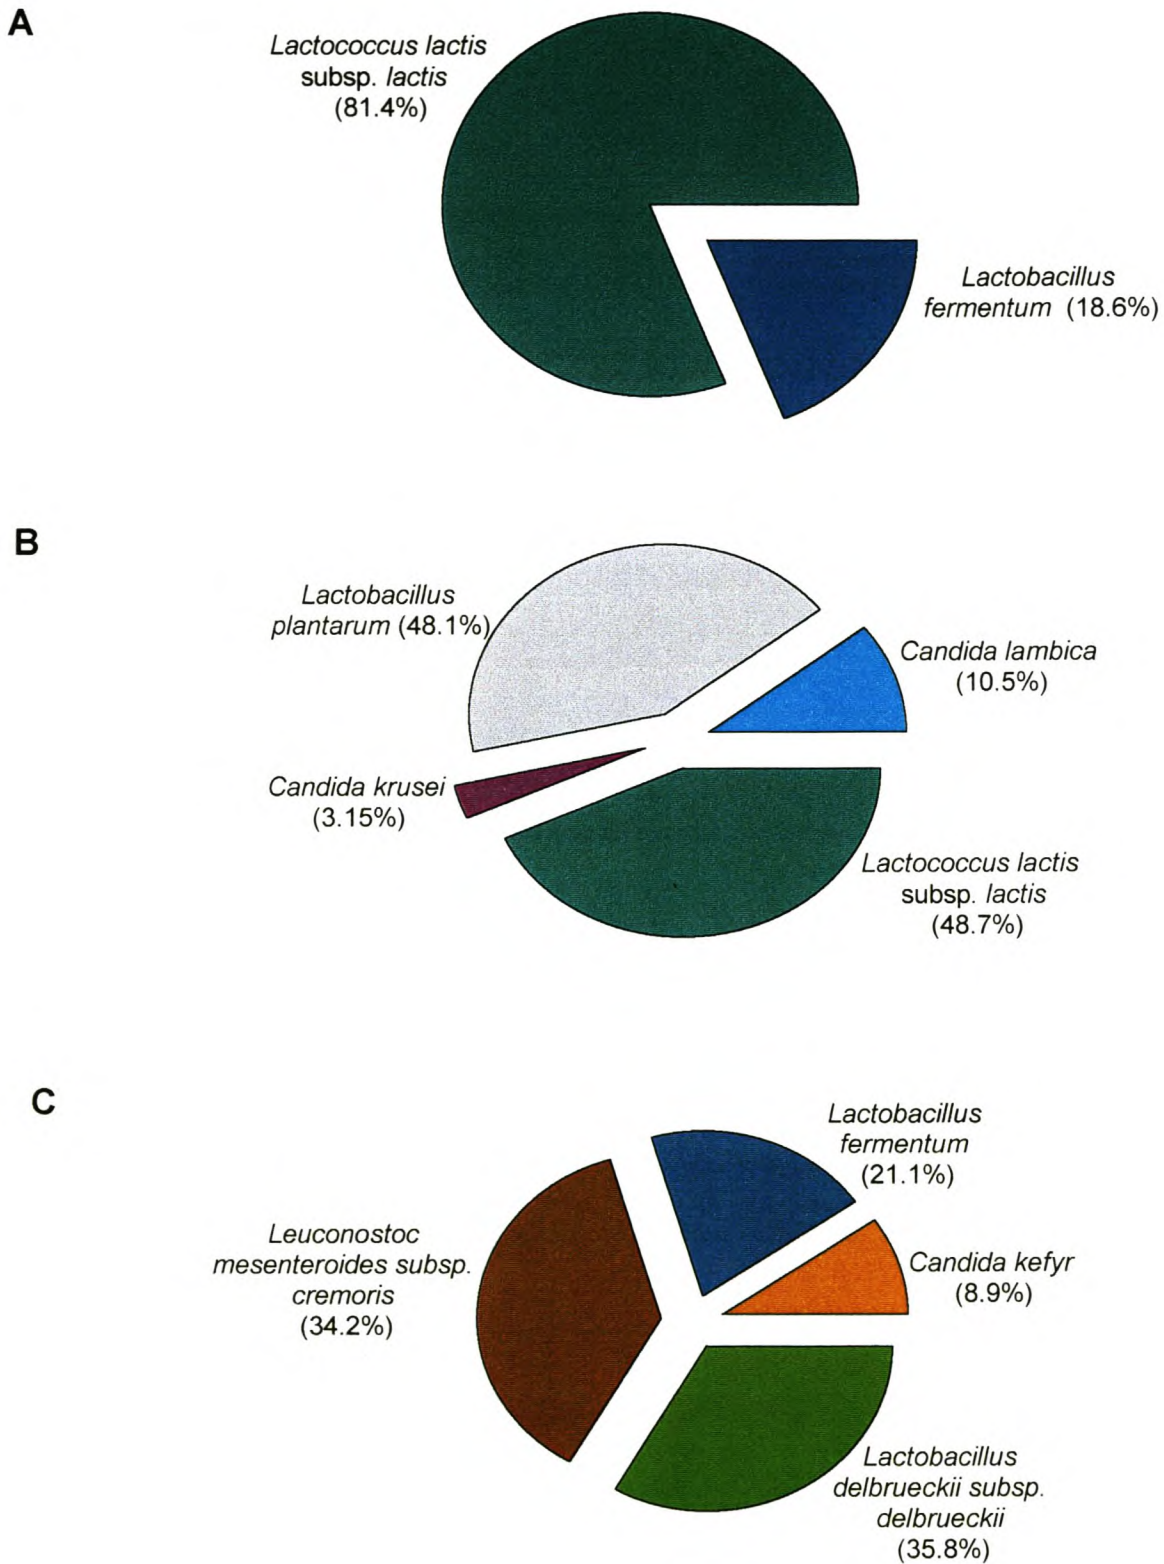 A
Lactococcus lactis
subsp. lactis
(81.4%)
Lactobacillus
fermentum (18.6%)
B
Lactobacillus
plantarum (48.1%)
Candida lambica
(10.5%)
Candida krusei
(3.15%)
Lactococcus lactis
subsp. lactis
(48.7%)
C
Lactobacillus
fermentum
(21.1%)
Leuconostoc
mesenteroides subsp.
cremoris
(34.2%)
Candida kefyr
(8.9%)
Lactobacillus
delbrueckii subsp.
delbrueckii
(35.8%)